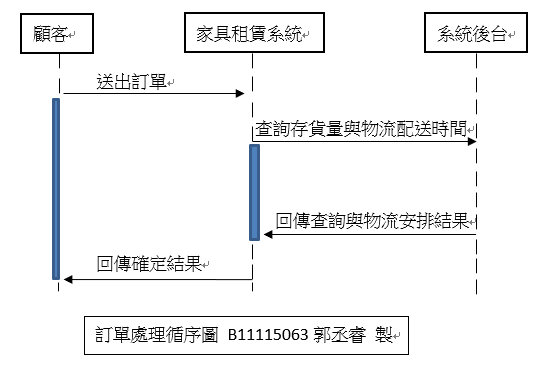 顧客
家具租賃系統
系統後台
送出訂單
查詢存貨量與物流配送時間
回傳查詢與物流安排結果
回傳確定結果
訂單處理循序圖 B11115063 郭丞睿 製